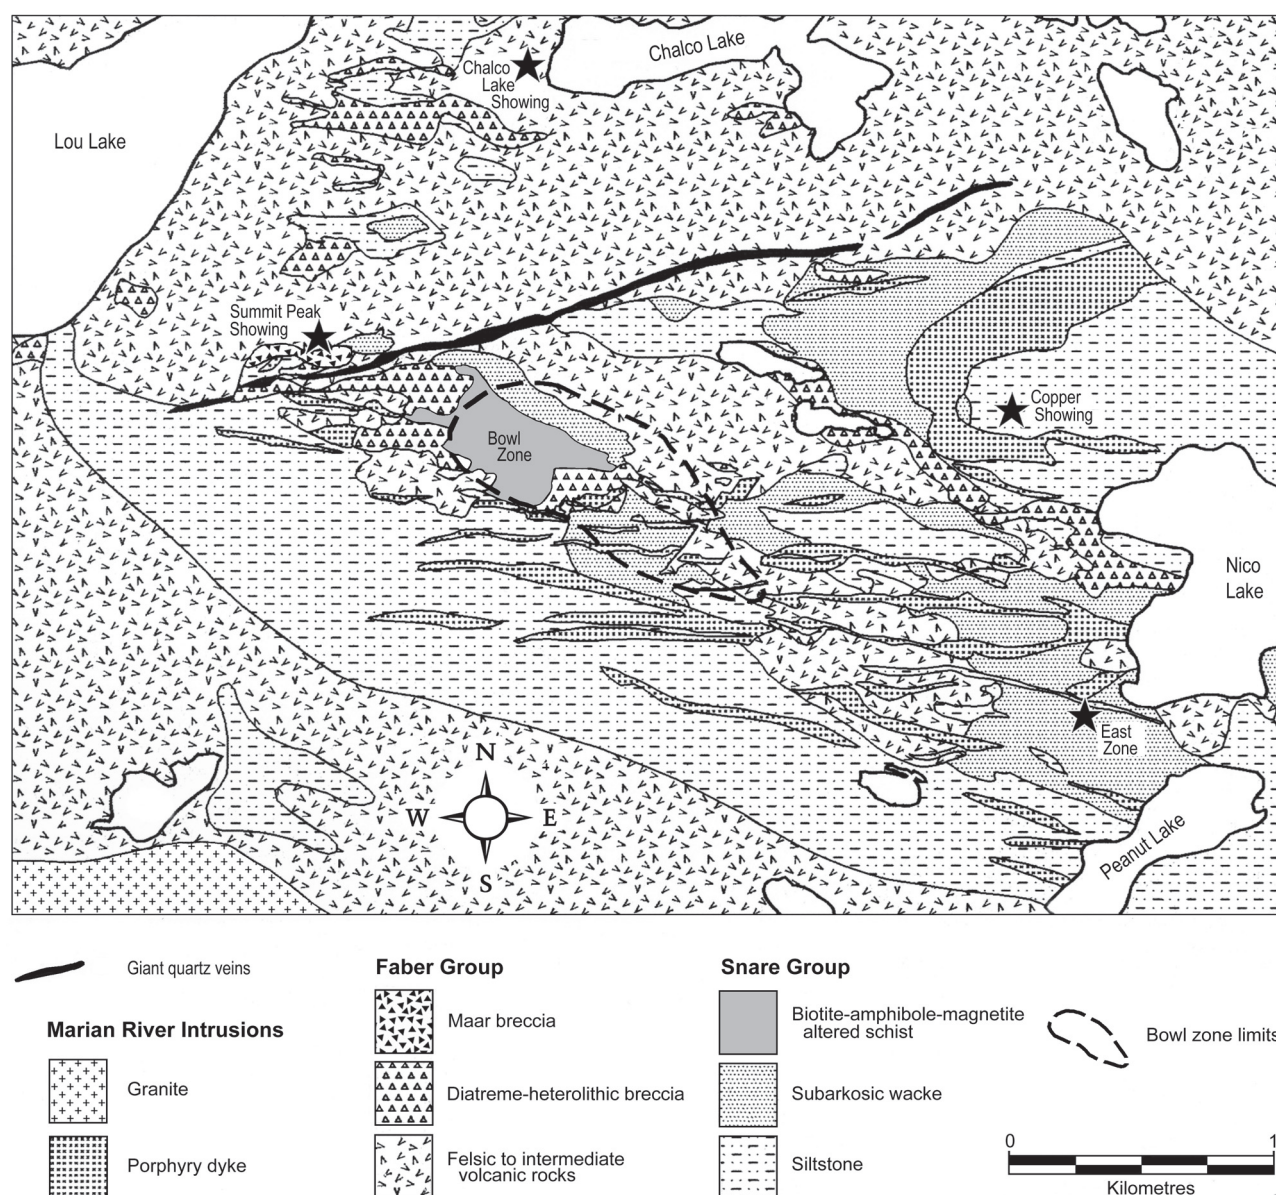 Chalco Lake
Chalco
Lake
Showing
Lou Lake
Summit Peak
Showing
Copper
Showing
Bowl
Zone
Nico
Lake
East
Zone
N
W E
S
Peanut Lake
Giant quartz veins
Marian River Intrusions
Granite
Porphyry dyke
Faber Group
Maar breccia
Diatreme-heterolithic breccia
Felsic to intermediate
volcanic rocks
Snare Group
Biotite-amphibole-magnetite
altered schist
Subarkosic wacke
Siltstone
Bowl zone limits
0 1
Kilometres